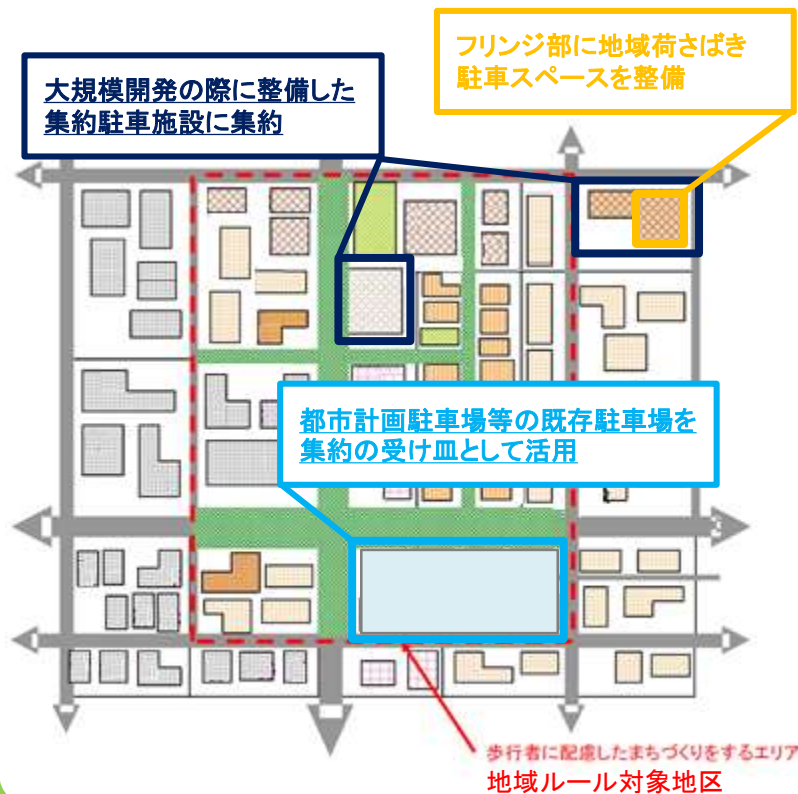 フリンジ部に地域荷さばき
駐車スペースを整備
大規模開発の際に整備した
集約駐車施設に集約
都市計画駐車場等の既存駐車場を
集約の受け皿として活用
歩行者に配慮したまちづくりをするエリア
地域ルール対象地区